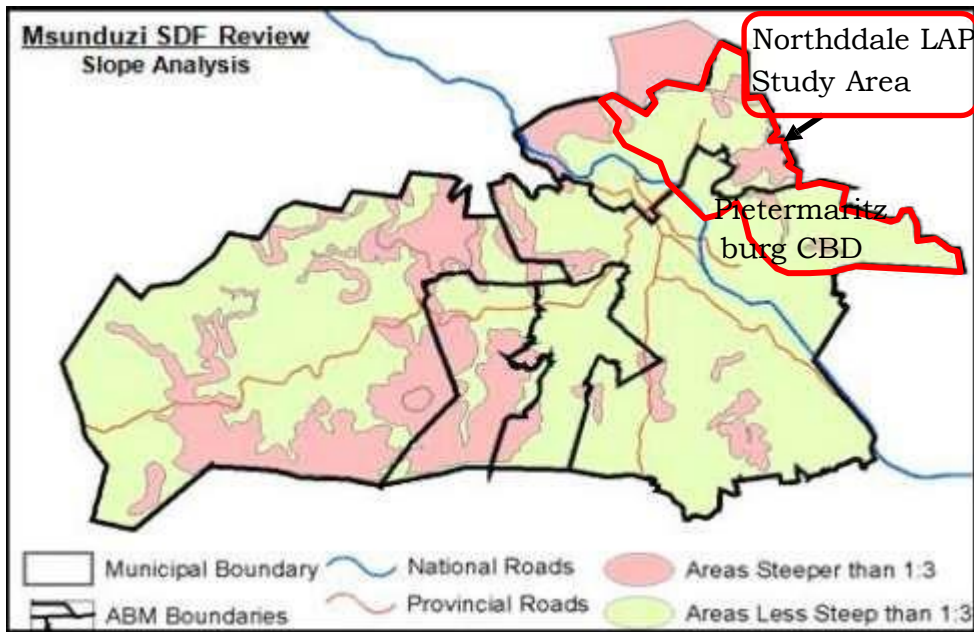 Msunduzi SDF Review
Slope Analysis
Northddale LAP
Study Area
Pietermaritz
burg CBD
Municipal Boundary
National Roads
Areas Steeper than 1:3
ABM Boundaries
Provincial Roads
Areas Less Steep than 1:3